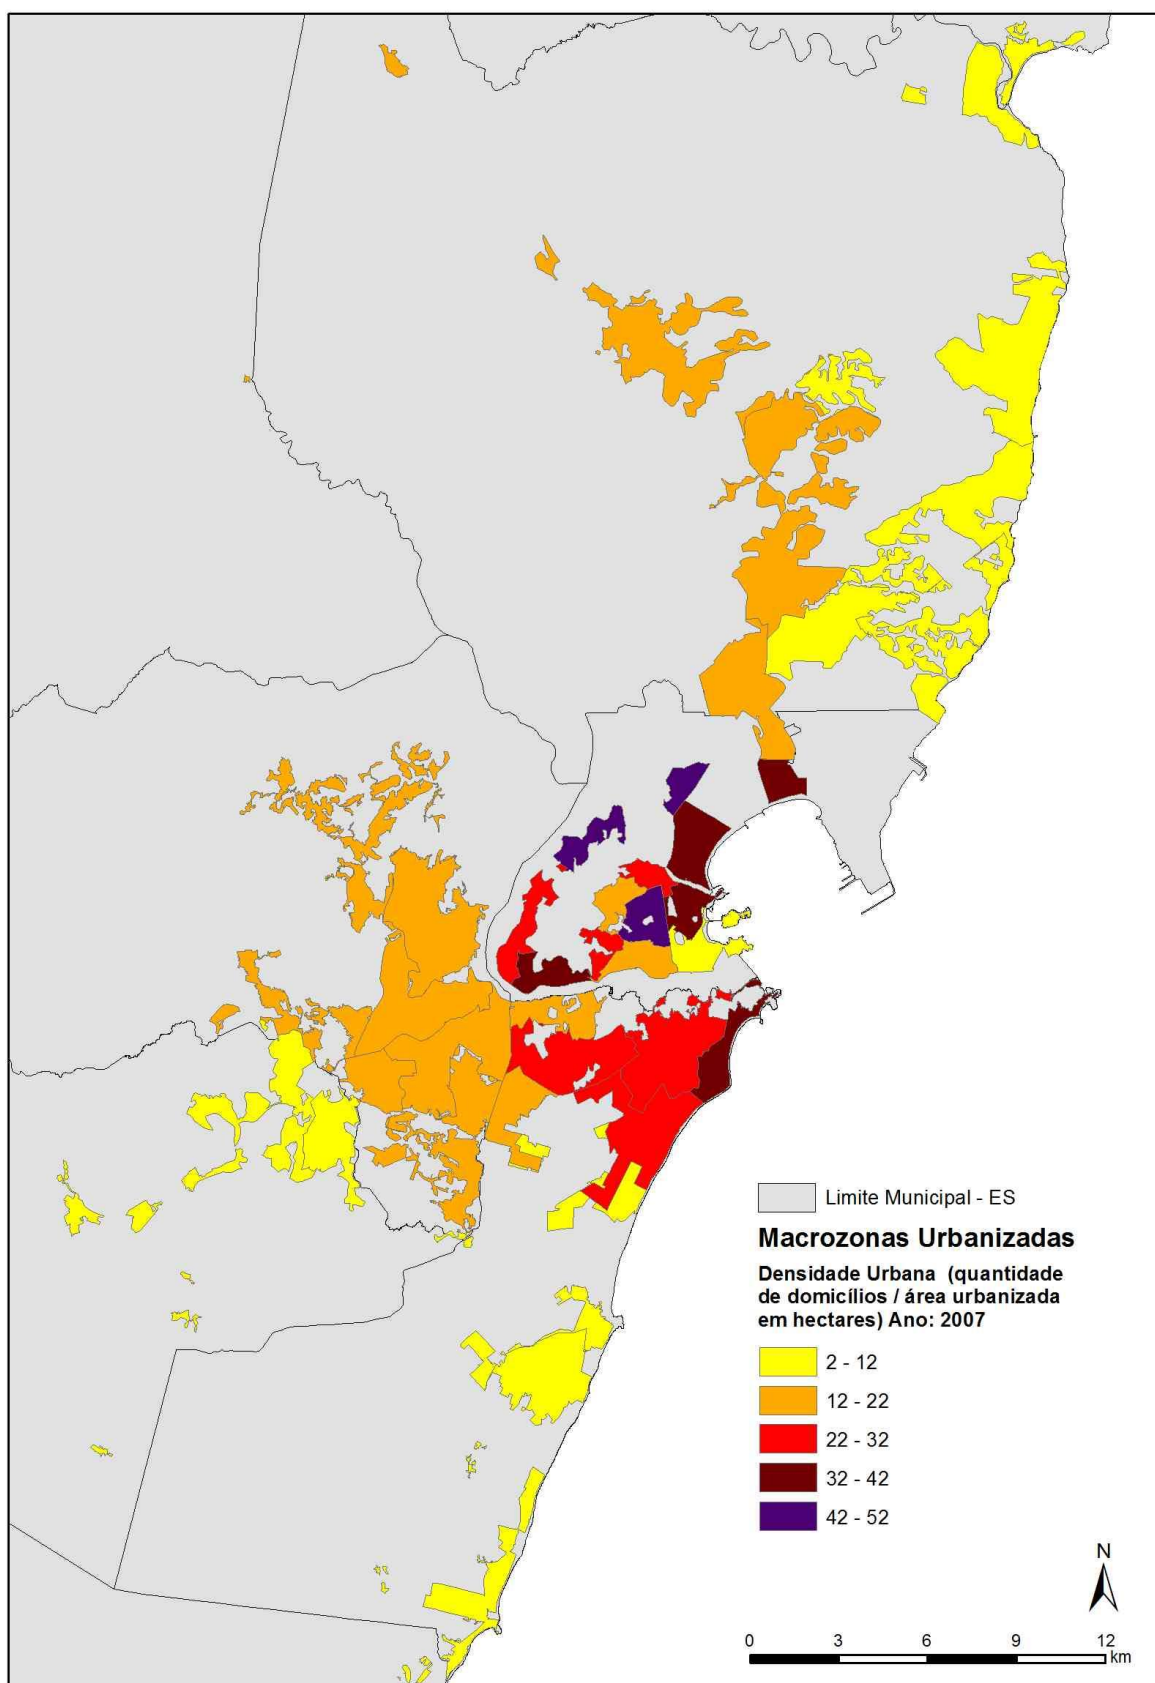 Limite Municipal - ES
Macrozonas Urbanizadas
Densidade Urbana (quantidade
de domicílios / área urbanizada
em hectares) Ano: 2007
2 - 12
12 - 22
22 - 32
32 - 42
42 - 52
N
0 3 6 9 12
km